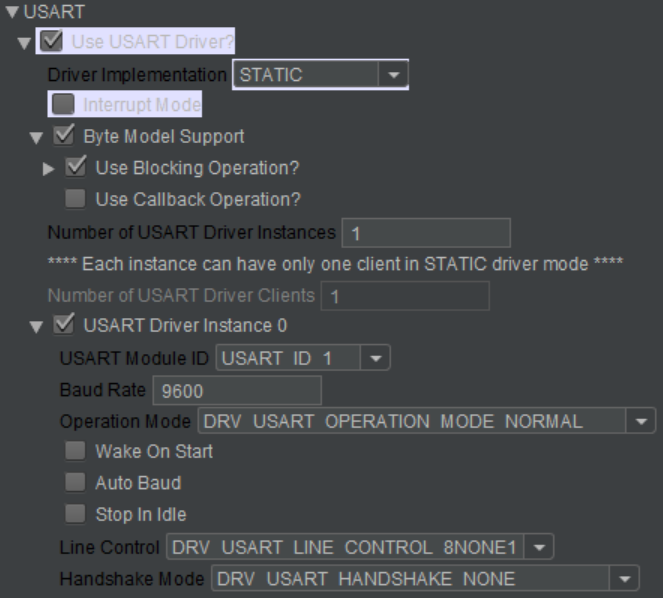 USART
Use USART Driver?
Driver Implementation STATIC
Interrupt Mode
Byte Model Support
Use Blocking Operation?
Use Callback Operation?
Number of USART Driver Instances 1
**** Each instance can have only one client in STATIC driver mode ****
Number of USART Driver Clients 1
USART Driver Instance 0
USART Module ID USART_ID_1
Baud Rate 9600
Operation Mode DRV_USART_OPERATION_MODE_NORMAL
Wake On Start
Auto Baud
Stop In Idle
Line Control DRV_USART_LINE_CONTROL_8NONE1
Handshake Mode DRV_USART_HANDSHAKE_NONE